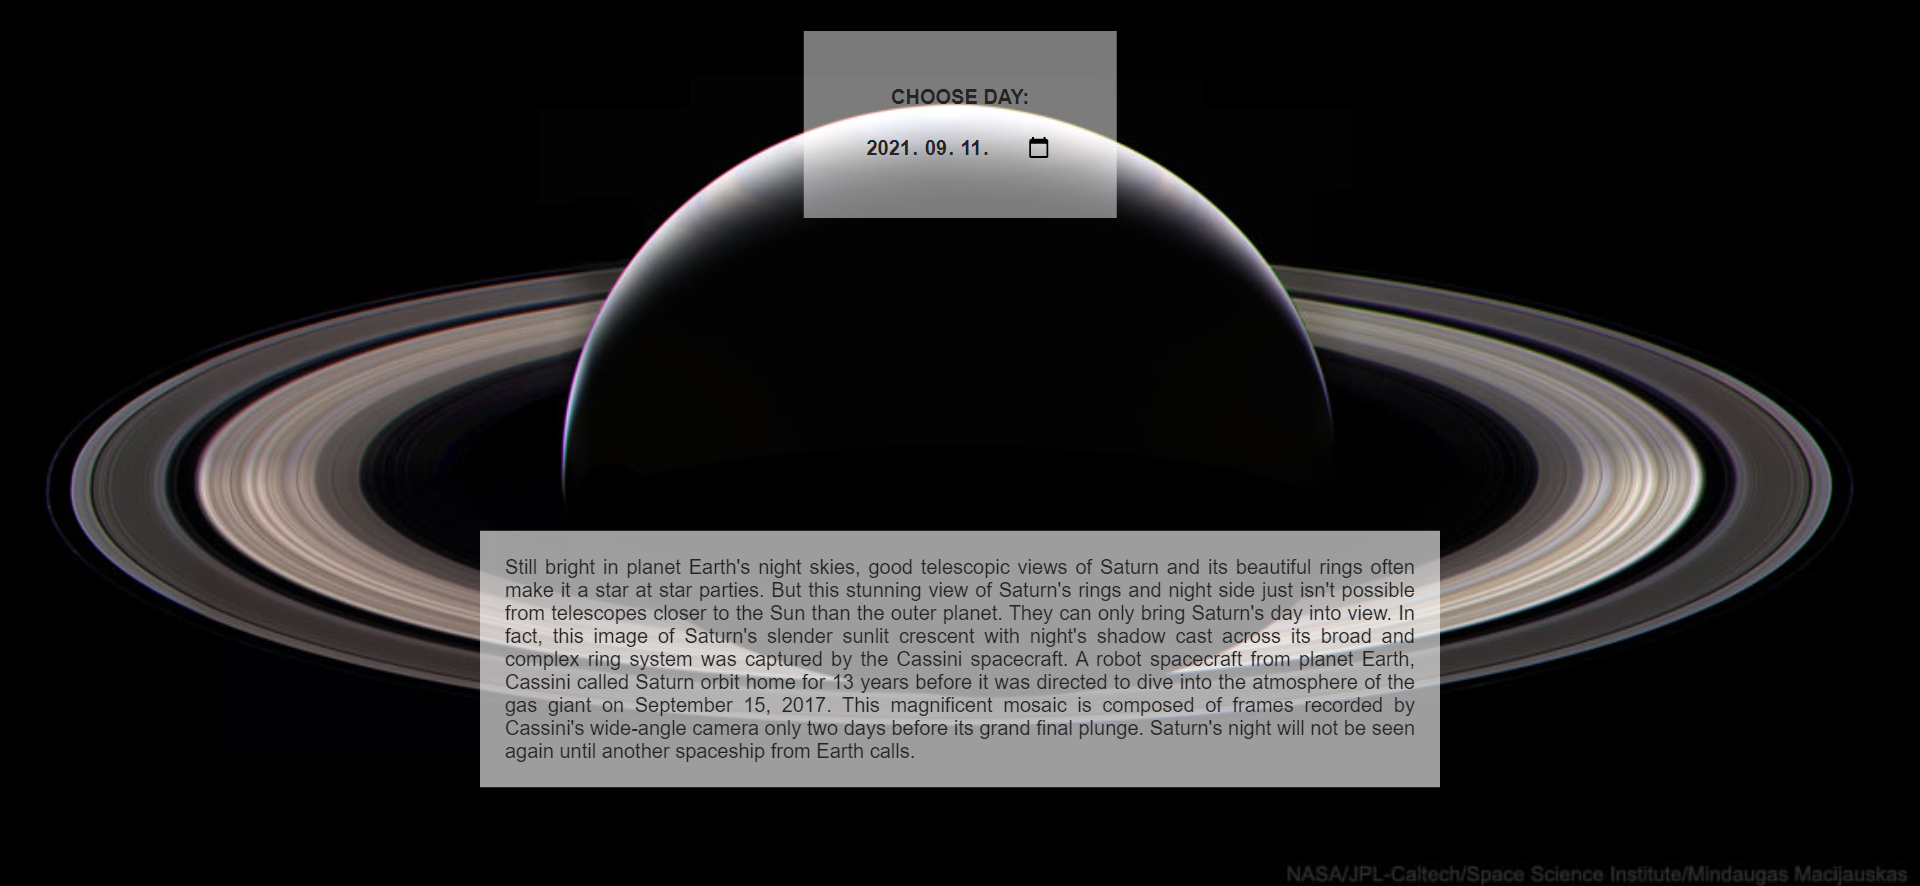 CHOOSE DAY:
2021. 09. 11.
Still bright in planet Earth's night skies, good telescopic views of Saturn and its beautiful rings often
make it a star at star parties. But this stunning view of Saturn's rings and night side just isn't possible
from telescopes closer to the Sun than the outer planet. They can only bring Saturn's day into view. In
fact, this image of Saturn's slender sunlit crescent with night's shadow cast across its broad and
complex ring system was captured by the Cassini spacecraft. A robot spacecraft from planet Earth,
Cassini called Saturn orbit home for 13 years before it was directed to dive into the atmosphere of the
gas giant on September 15, 2017. This magnificent mosaic is composed of frames recorded by
Cassini's wide-angle camera only two days before its grand final plunge. Saturn's night will not be seen
again until another spaceship from Earth calls.
NASA/JPL-Caltech/Space Science Institute/Mindaugas Macijauskas